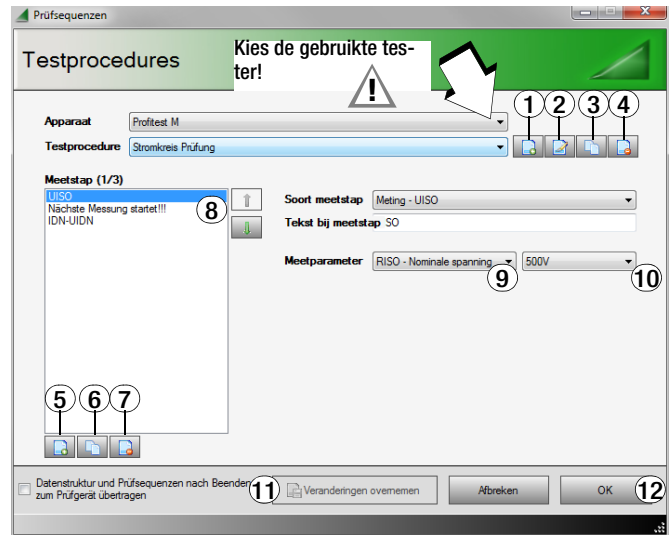 Prüfsequenzen
Testprocedures
Kies de gebruikte tes-
ter!
!
1 2 3 4
Apparaat Profitest M
Testprocedure Stromkreis Prüfung
Meetstap (1/3)
UISO
Nächste Messung startet!!!
IDN-UIDN
8
Soort meetstap Meting - UISO
Tekst bij meetstap SO
Meetparameter RISO - Nominale spanning 500V
9 10
5 6 7
Datenstruktur und Prüfsequenzen nach Beenden
zum Prüfgerät übertragen
11 Veranderingen overnemen Afbreken OK 12